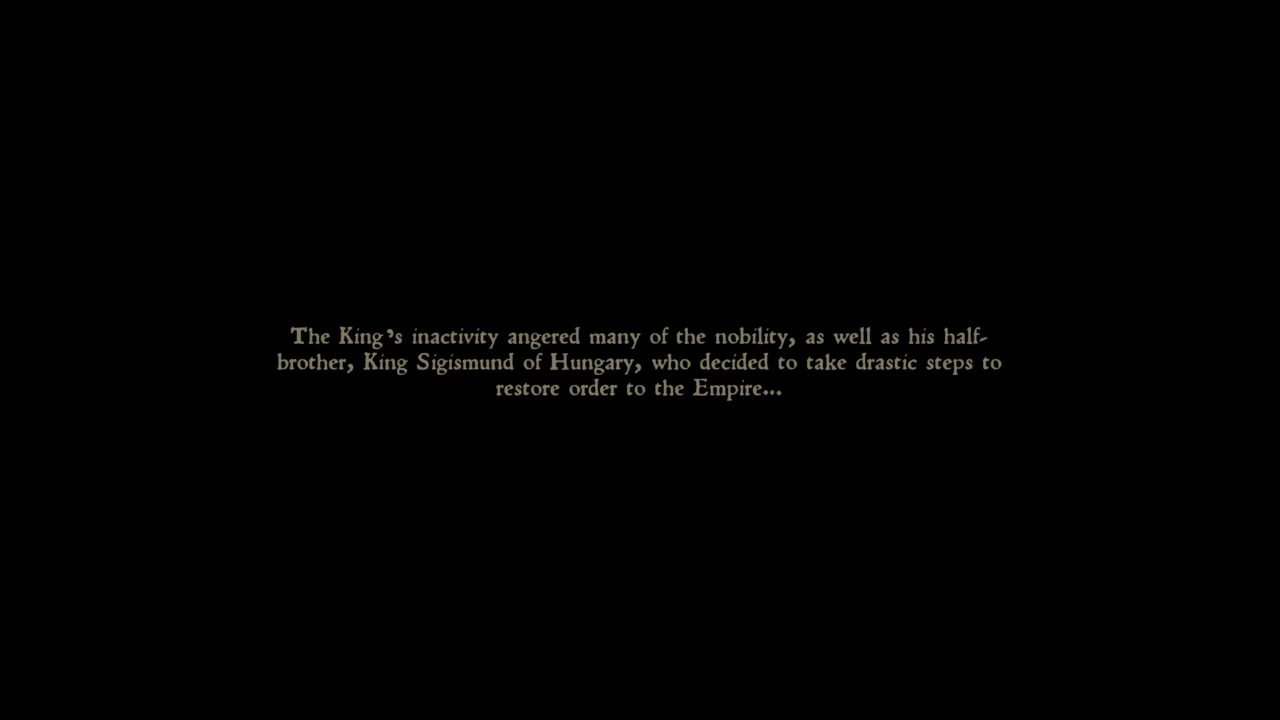 The King's inactivity angered many of the nobility, as well as his half-
brother, King Sigismund of Hungary, who decided to take drastic steps to
restore order to the Empire...